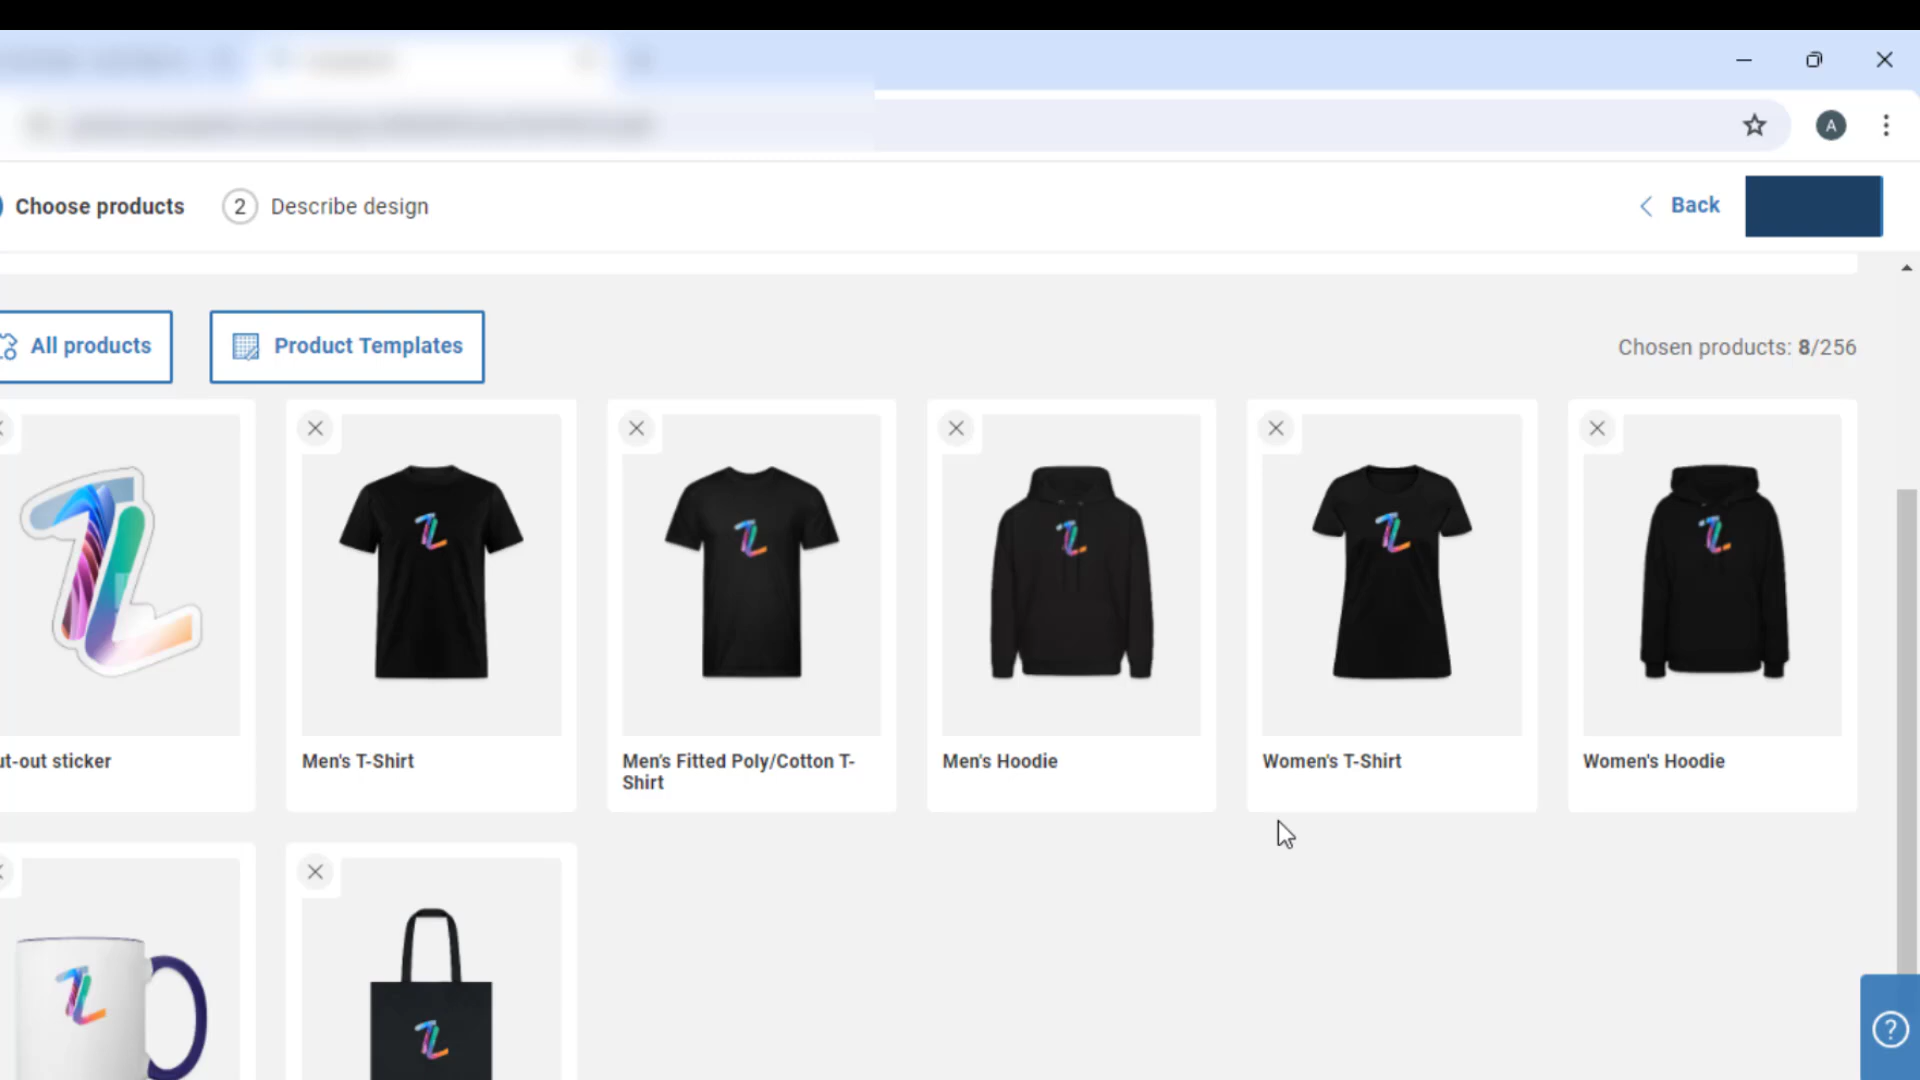 A
Choose products
2 Describe design
Back
All products
Product Templates
Chosen products: 8/256
ut-out sticker
Men's T-Shirt
Men's Fitted Poly/Cotton T-
Shirt
Men's Hoodie
Women's T-Shirt
Women's Hoodie
?